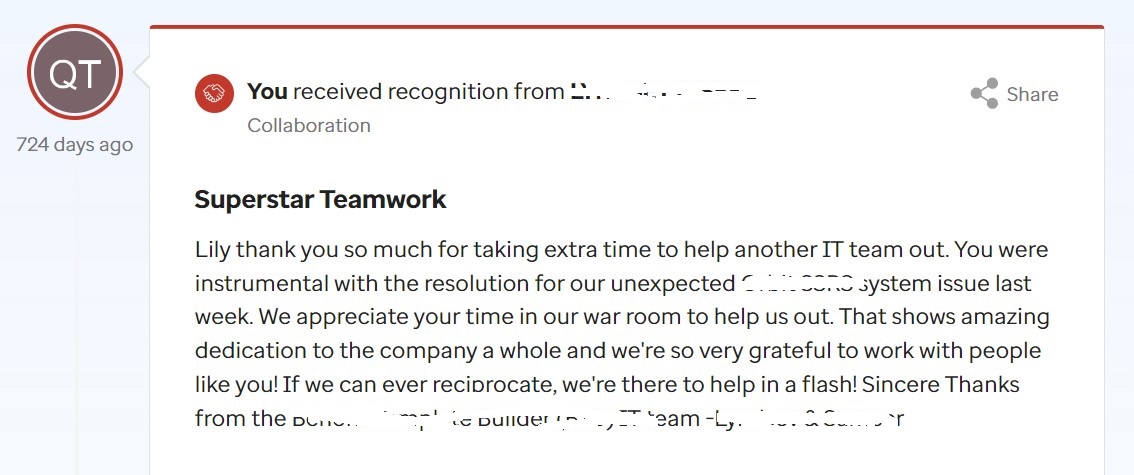 QT
724 days ago
You received recognition from
Collaboration
Share
Superstar Teamwork
Lily thank you so much for taking extra time to help another IT team out. You were
instrumental with the resolution for our unexpected system issue last
week. We appreciate your time in our war room to help us out. That shows amazing
dedication to the company a whole and we're so very grateful to work with people
like you! If we can ever reciprocate, we're there to help in a flash! Sincere Thanks
from the Builder IT team